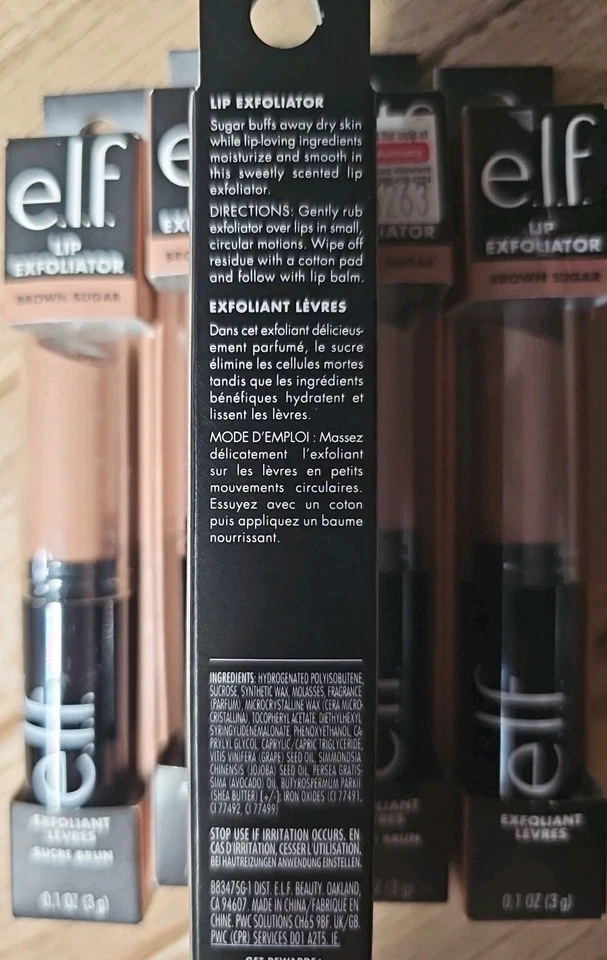 LIP EXFOLIATOR
Sugar buffs away dry skin
while lip-loving ingredients
moisturize and smooth in
this sweetly scented lip
exfoliator.
DIRECTIONS: Gently rub
exfoliator over lips in small,
circular motions. Wipe off
residue with a cotton pad
and follow with lip balm.
EXFOLIANT LÈVRES
Dans cet exfoliant délicieus-
ement parfumé, le sucre
élimine les cellules mortes
tandis que les ingrédients
bénéfiques hydratent et
lissent les lèvres.
MODE D'EMPLOI : Massez
délicatement l'exfoliant
sur les lèvres en petits
mouvements circulaires.
Essuyez avec un coton
puis appliquez un baume
nourrissant.
INGREDIENTS: HYDROGENATED POLYISOBUTENE,
SUCROSE, SYNTHETIC WAX, MOLASSES, FRAGRANCE
(PARFUM), MICROCRYSTALLINE WAX (CERA MICRO-
CRISTALLINA), TOCOPHERYL ACETATE, DIETHYLHEXYL
SYRINGYLIDENEMALONATE, PHENOXYETHANOL, CA-
PRYLYL GLYCOL, CAPRYLIC/CAPRIC TRIGLYCERIDE,
VITIS VINIFERA (GRAPE) SEED OIL, SIMMONDSIA
CHINENSIS (JOJOBA) SEED OIL, PERSEA GRATIS-
SIMA (AVOCADO) OIL, BUTYROSPERMUM PARKII
(SHEA BUTTER) [+/-]: IRON OXIDES (CI 77491,
CI 77492, CI 77499)
STOP USE IF IRRITATION OCCURS. EN
CAS D'IRRITATION, CESSER L'UTILISATION.
BEI HAUTREIZUNGEN ANWENDUNG EINSTELLEN.
B83475G-1 DIST. E.L.F. BEAUTY, OAKLAND,
CA 94607. MADE IN CHINA/FABRIQUÉ EN
CHINE. PWC SOLUTIONS CH65 9BF. UK/GB.
PWC (CPR) SERVICES D01 A2T5. IE.
e.l.f.
LIP
EXFOLIATOR
BROWN SUGAR
elf
EXFOLIANT
LÈVRES
SUCRE BRUN
0.1 OZ (3 g)
e.l.f.
LIP
EXFOLIATOR
BROWN SUGAR
elf
EXFOLIANT
LÈVRES
0.1 OZ (3 g)